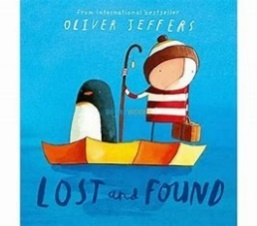 From international bestseller
OLIVER JEFFERS
LOST and FOUND